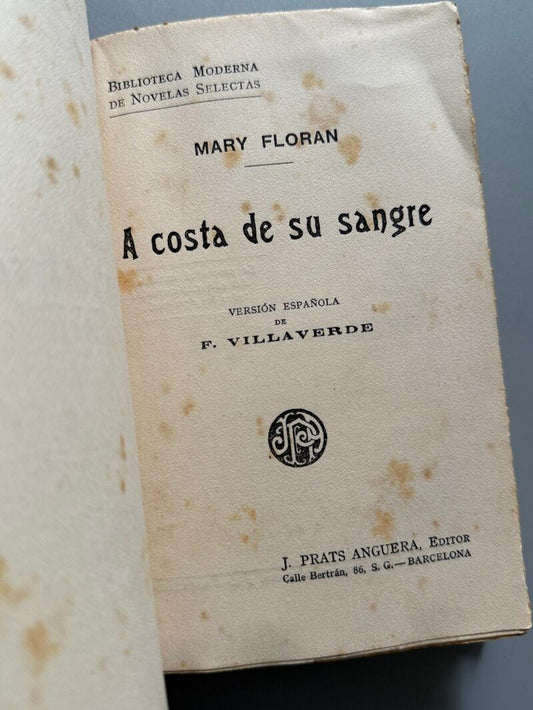 BIBLIOTECA MODERNA
DE NOVELAS SELECTAS
MARY FLORAN
A costa de su sangre
VERSIÓN ESPAÑOLA
DE
F. VILLAVERDE
J. PRATS ANGUERA, EDITOR
Calle Bertrán, 86, S. G.—BARCELONA